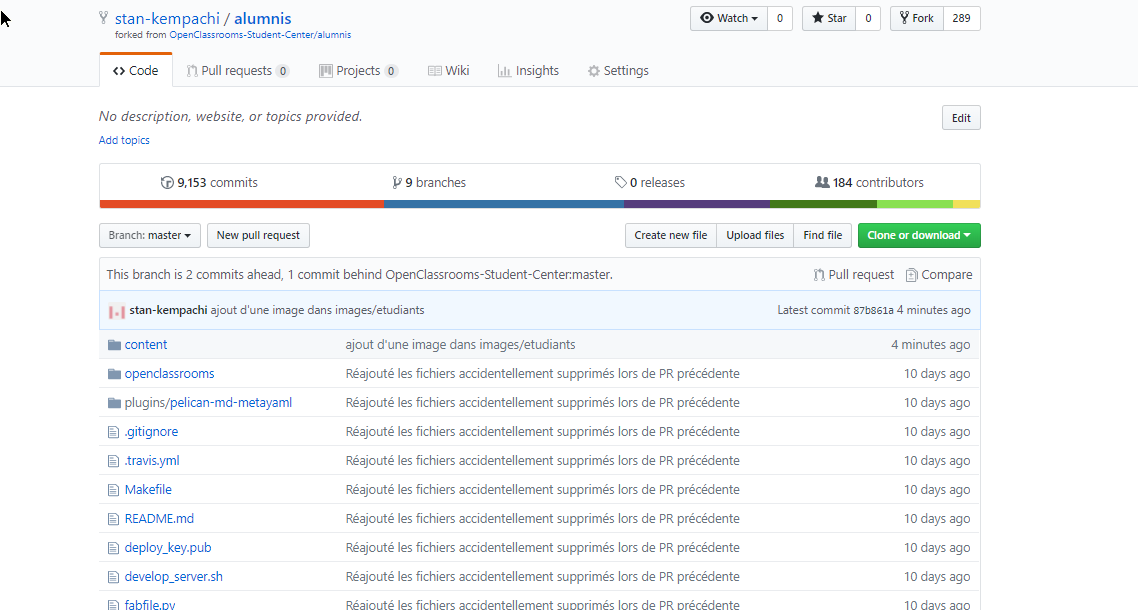 stan-kempachi / alumnis
Watch 0 Star 0 Fork 289
forked from OpenClassrooms-Student-Center/alumnis
Code Pull requests 0 Projects 0 Wiki Insights Settings
No description, website, or topics provided. Edit
Add topics
9,153 commits 9 branches 0 releases 184 contributors
Branch: master New pull request Create new file Upload files Find file Clone or download
This branch is 2 commits ahead, 1 commit behind OpenClassrooms-Student-Center:master. Pull request Compare
stan-kempachi ajout d'une image dans images/etudiants Latest commit 87b861a 4 minutes ago
content ajout d'une image dans images/etudiants 4 minutes ago
openclassrooms Réajouté les fichiers accidentellement supprimés lors de PR précédente 10 days ago
plugins/pelican-md-metayaml Réajouté les fichiers accidentellement supprimés lors de PR précédente 10 days ago
.gitignore Réajouté les fichiers accidentellement supprimés lors de PR précédente 10 days ago
.travis.yml Réajouté les fichiers accidentellement supprimés lors de PR précédente 10 days ago
Makefile Réajouté les fichiers accidentellement supprimés lors de PR précédente 10 days ago
README.md Réajouté les fichiers accidentellement supprimés lors de PR précédente 10 days ago
deploy_key.pub Réajouté les fichiers accidentellement supprimés lors de PR précédente 10 days ago
develop_server.sh Réajouté les fichiers accidentellement supprimés lors de PR précédente 10 days ago
fabfile.py Réajouté les fichiers accidentellement supprimés lors de PR précédente 10 days ago